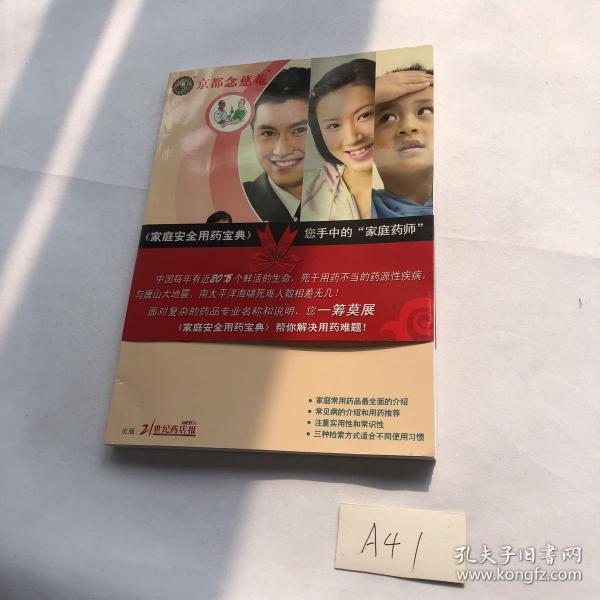 京都念慈菴
《家庭安全用药宝典》
您手中的“家庭药师”
中国每年有近20万个鲜活的生命，死于用药不当的药源性疾病，
与唐山大地震、南太平洋海啸死难人数相差无几！
面对复杂的药品专业名称和说明，您一筹莫展
《家庭安全用药宝典》帮你解决用药难题！
• 家庭常用药品最全面的介绍
• 常见病的介绍和用药推荐
• 注重实用性和常识性
• 三种检索方式适合不同使用习惯
出版：21世纪药店报
A41
孔夫子旧书网
www.kongfz.com